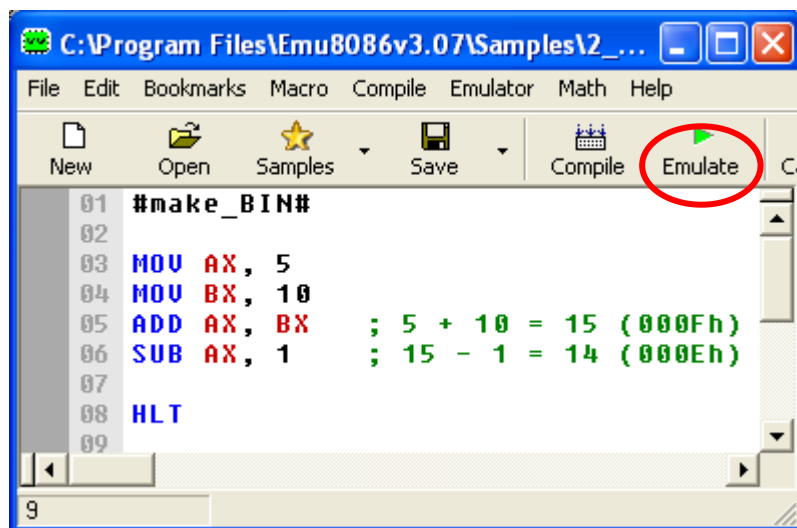 C:\Program Files\Emu8086v3.07\Samples\2_...
File Edit Bookmarks Macro Compile Emulator Math Help
New Open Samples Save Compile Emulate
01 #make_BIN#
02
03 MOV AX, 5
04 MOV BX, 10
05 ADD AX, BX ; 5 + 10 = 15 (000Fh)
06 SUB AX, 1 ; 15 - 1 = 14 (000Eh)
07
08 HLT
09
9